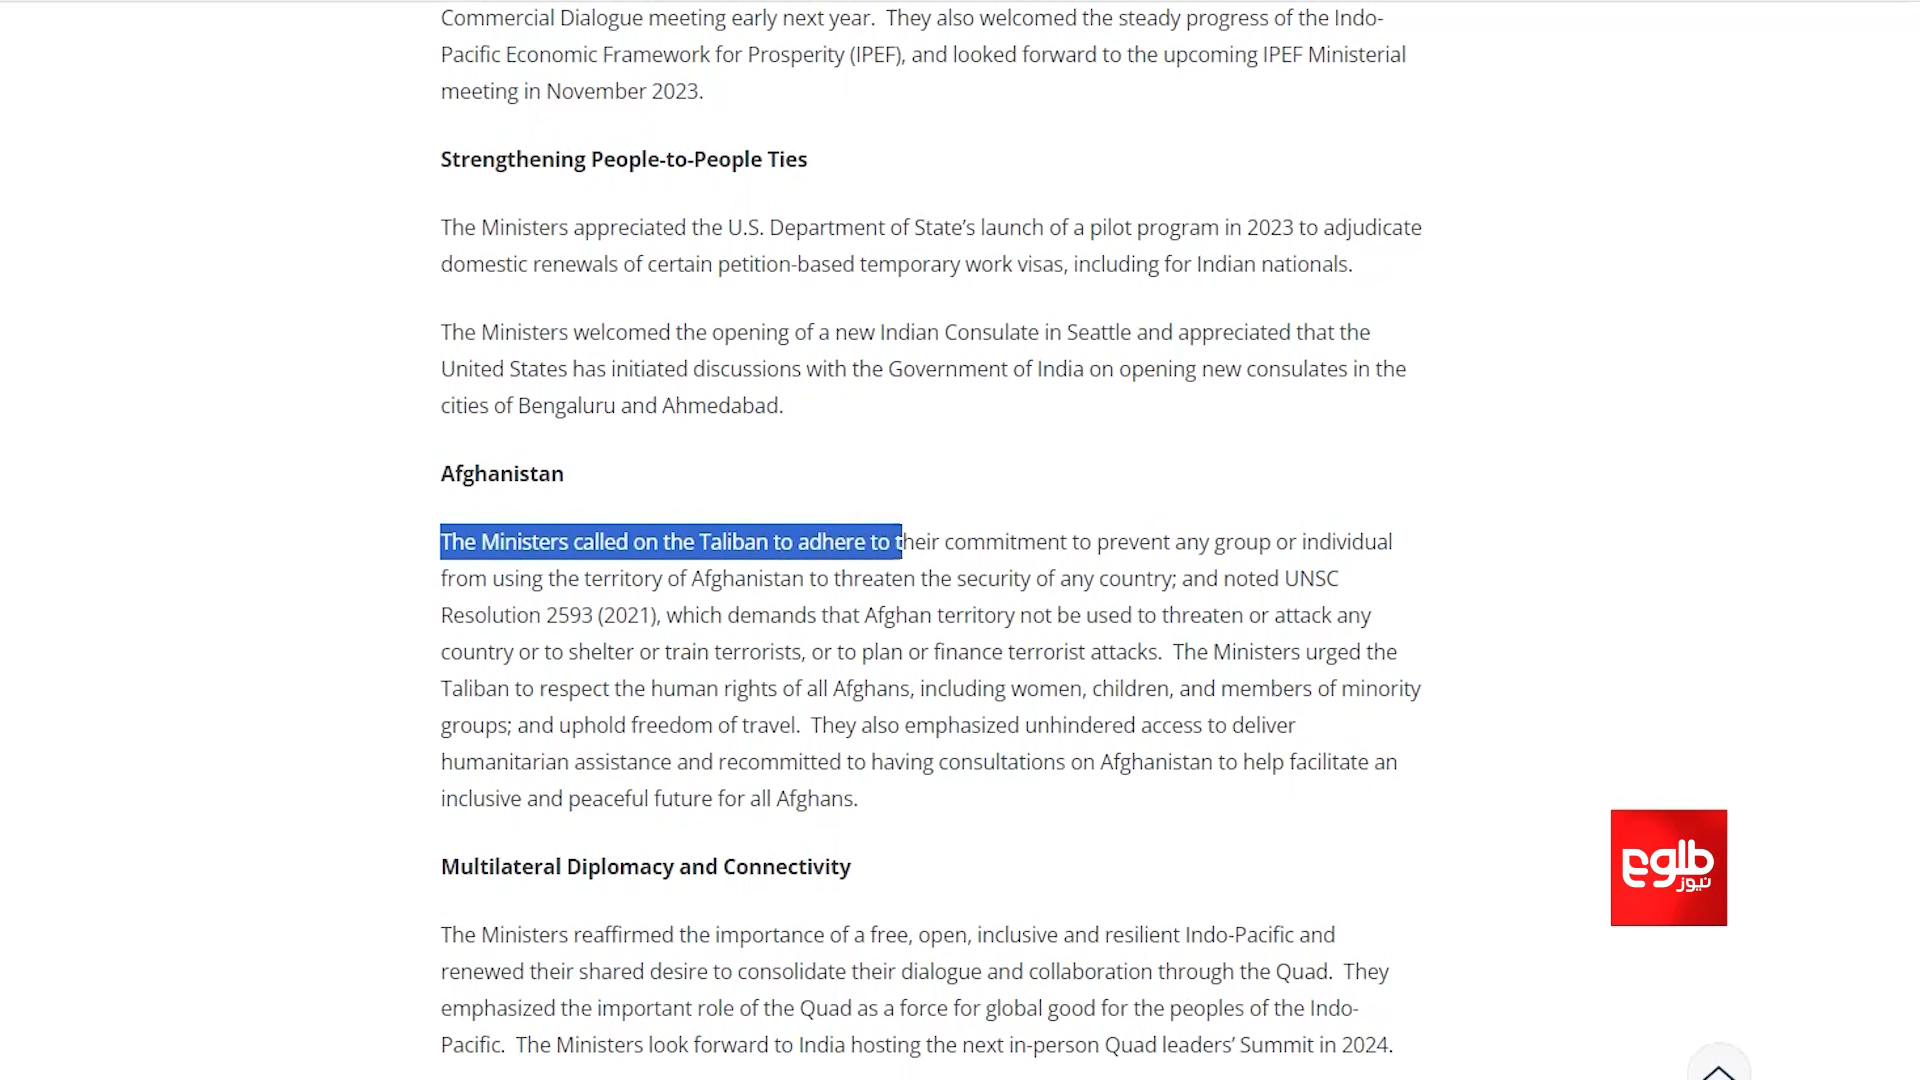 Commercial Dialogue meeting early next year.  They also welcomed the steady progress of the Indo-
Pacific Economic Framework for Prosperity (IPEF), and looked forward to the upcoming IPEF Ministerial
meeting in November 2023.
Strengthening People-to-People Ties
The Ministers appreciated the U.S. Department of State’s launch of a pilot program in 2023 to adjudicate
domestic renewals of certain petition-based temporary work visas, including for Indian nationals.
The Ministers welcomed the opening of a new Indian Consulate in Seattle and appreciated that the
United States has initiated discussions with the Government of India on opening new consulates in the
cities of Bengaluru and Ahmedabad.
Afghanistan
The Ministers called on the Taliban to adhere to their commitment to prevent any group or individual
from using the territory of Afghanistan to threaten the security of any country; and noted UNSC
Resolution 2593 (2021), which demands that Afghan territory not be used to threaten or attack any
country or to shelter or train terrorists, or to plan or finance terrorist attacks.  The Ministers urged the
Taliban to respect the human rights of all Afghans, including women, children, and members of minority
groups; and uphold freedom of travel.  They also emphasized unhindered access to deliver
humanitarian assistance and recommitted to having consultations on Afghanistan to help facilitate an
inclusive and peaceful future for all Afghans.
طلوع
نیوز
Multilateral Diplomacy and Connectivity
The Ministers reaffirmed the importance of a free, open, inclusive and resilient Indo-Pacific and
renewed their shared desire to consolidate their dialogue and collaboration through the Quad.  They
emphasized the important role of the Quad as a force for global good for the peoples of the Indo-
Pacific.  The Ministers look forward to India hosting the next in-person Quad leaders’ Summit in 2024.